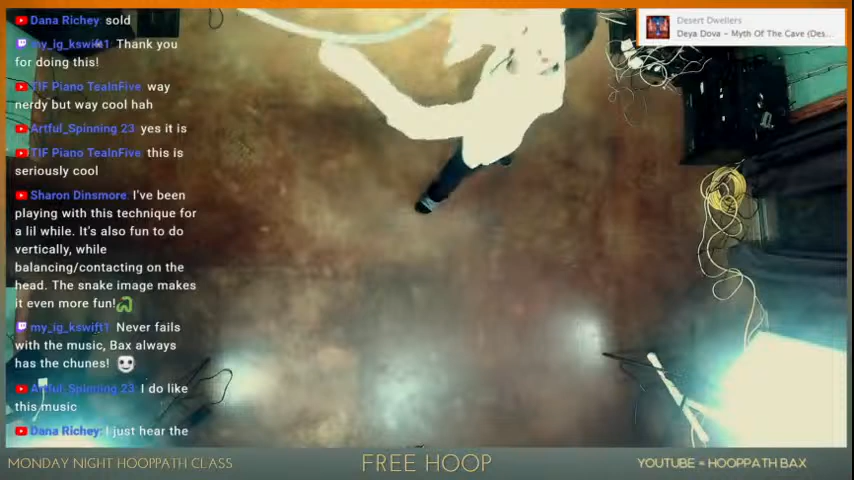 Dana Richey: sold
my_ig_kswift1 Thank you
for doing this!
TIF Piano TeaInFive way
nerdy but way cool hah
Artful_Spinning 23 yes it is
TIF Piano TeaInFive: this is
seriously cool
Sharon Dinsmore: I've been
playing with this technique for
a lil while. It's also fun to do
vertically, while
balancing/contacting on the
head. The snake image makes
it even more fun!
my_ig_kswift1 Never fails
with the music, Bax always
has the chunes!
Artful_Spinning 23: I do like
this music
Dana Richey: I just hear the
Desert Dwellers
Deya Dova - Myth Of The Cave (Des...
MONDAY NIGHT HOOPPATH CLASS
FREE HOOP
YOUTUBE = HOOPPATH BAX